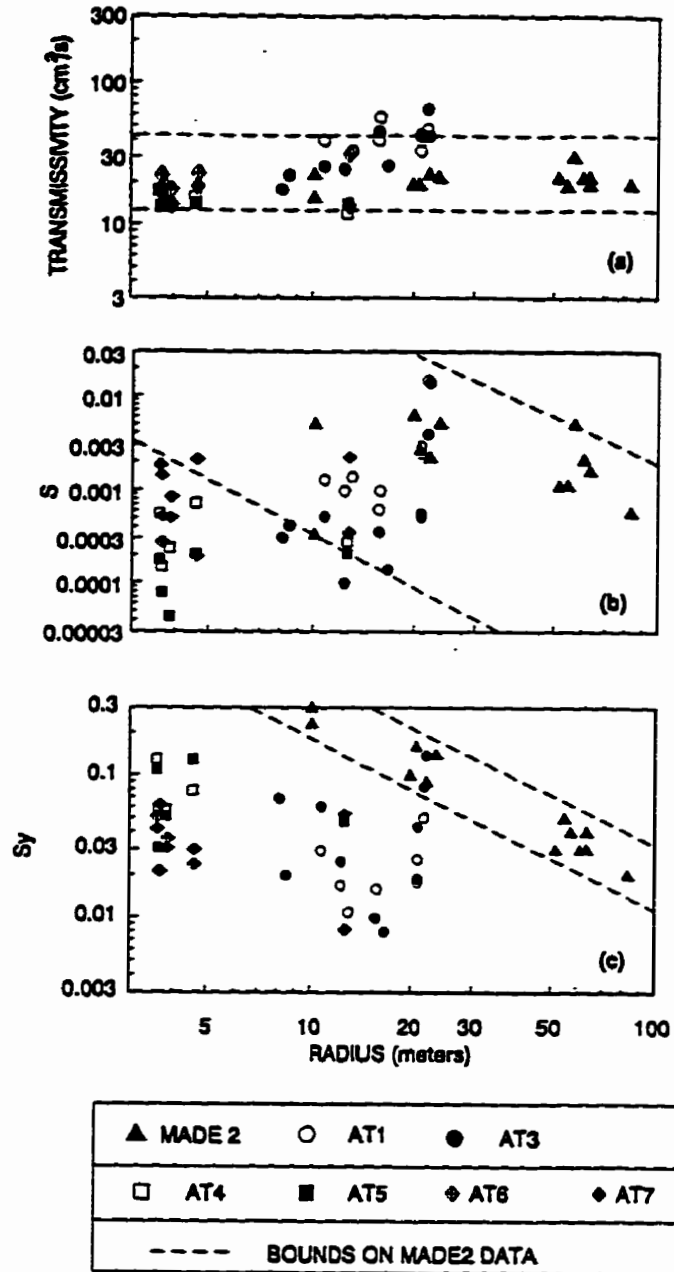 300
100
30
10
3
TRANSMISSIVITY (cm²/s)
(a)
0.03
0.01
0.003
0.001
0.0003
0.0001
0.00003
S
(b)
0.3
0.1
0.03
0.01
0.003
Sy
(c)
5 10 20 30 50 100
RADIUS (meters)
MADE 2 AT1 AT3
AT4 AT5 AT6 AT7
BOUNDS ON MADE2 DATA